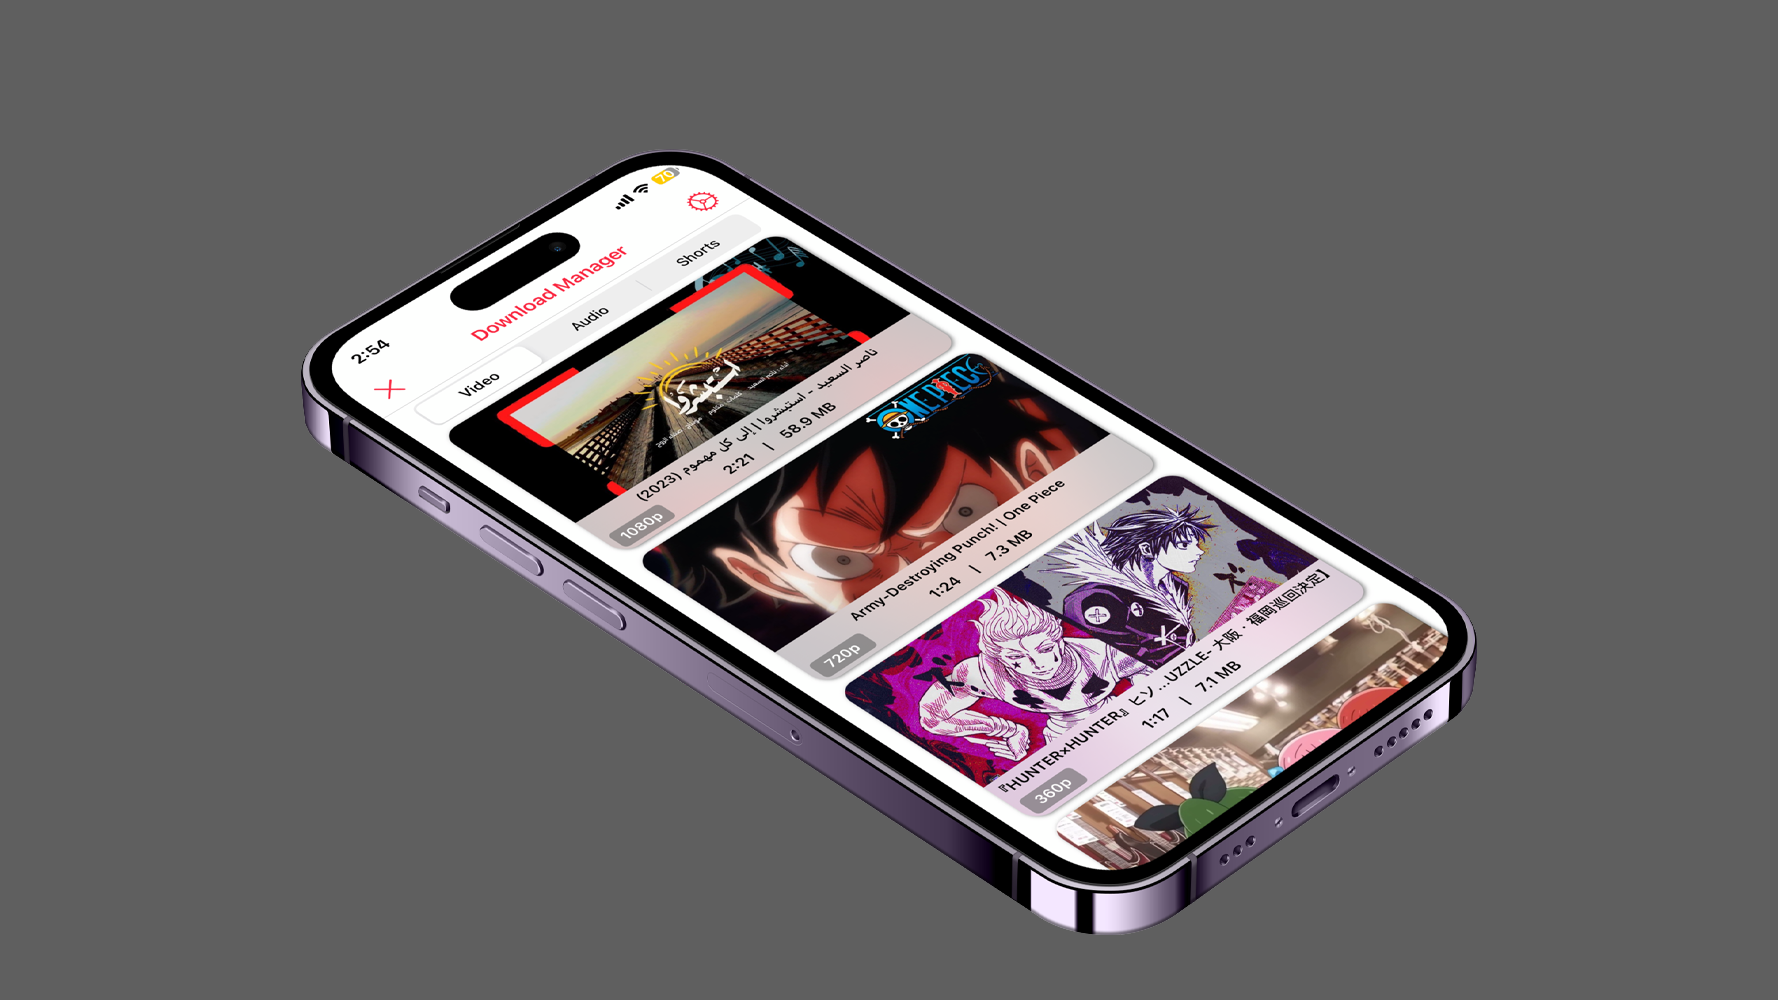 2:54
70
Download Manager
Video
Audio
Shorts
استبشروا
ناصر السعيد - استبشروا | إلى كل مهموم (2023)
2:21 | 58.9 MB
1080p
ONE PIECE
Army-Destroying Punch! | One Piece
1:24 | 7.3 MB
720p
『HUNTER×HUNTER』 ヒソ...UZZLE- 大阪・福岡巡回決定】
1:17 | 7.1 MB
360p